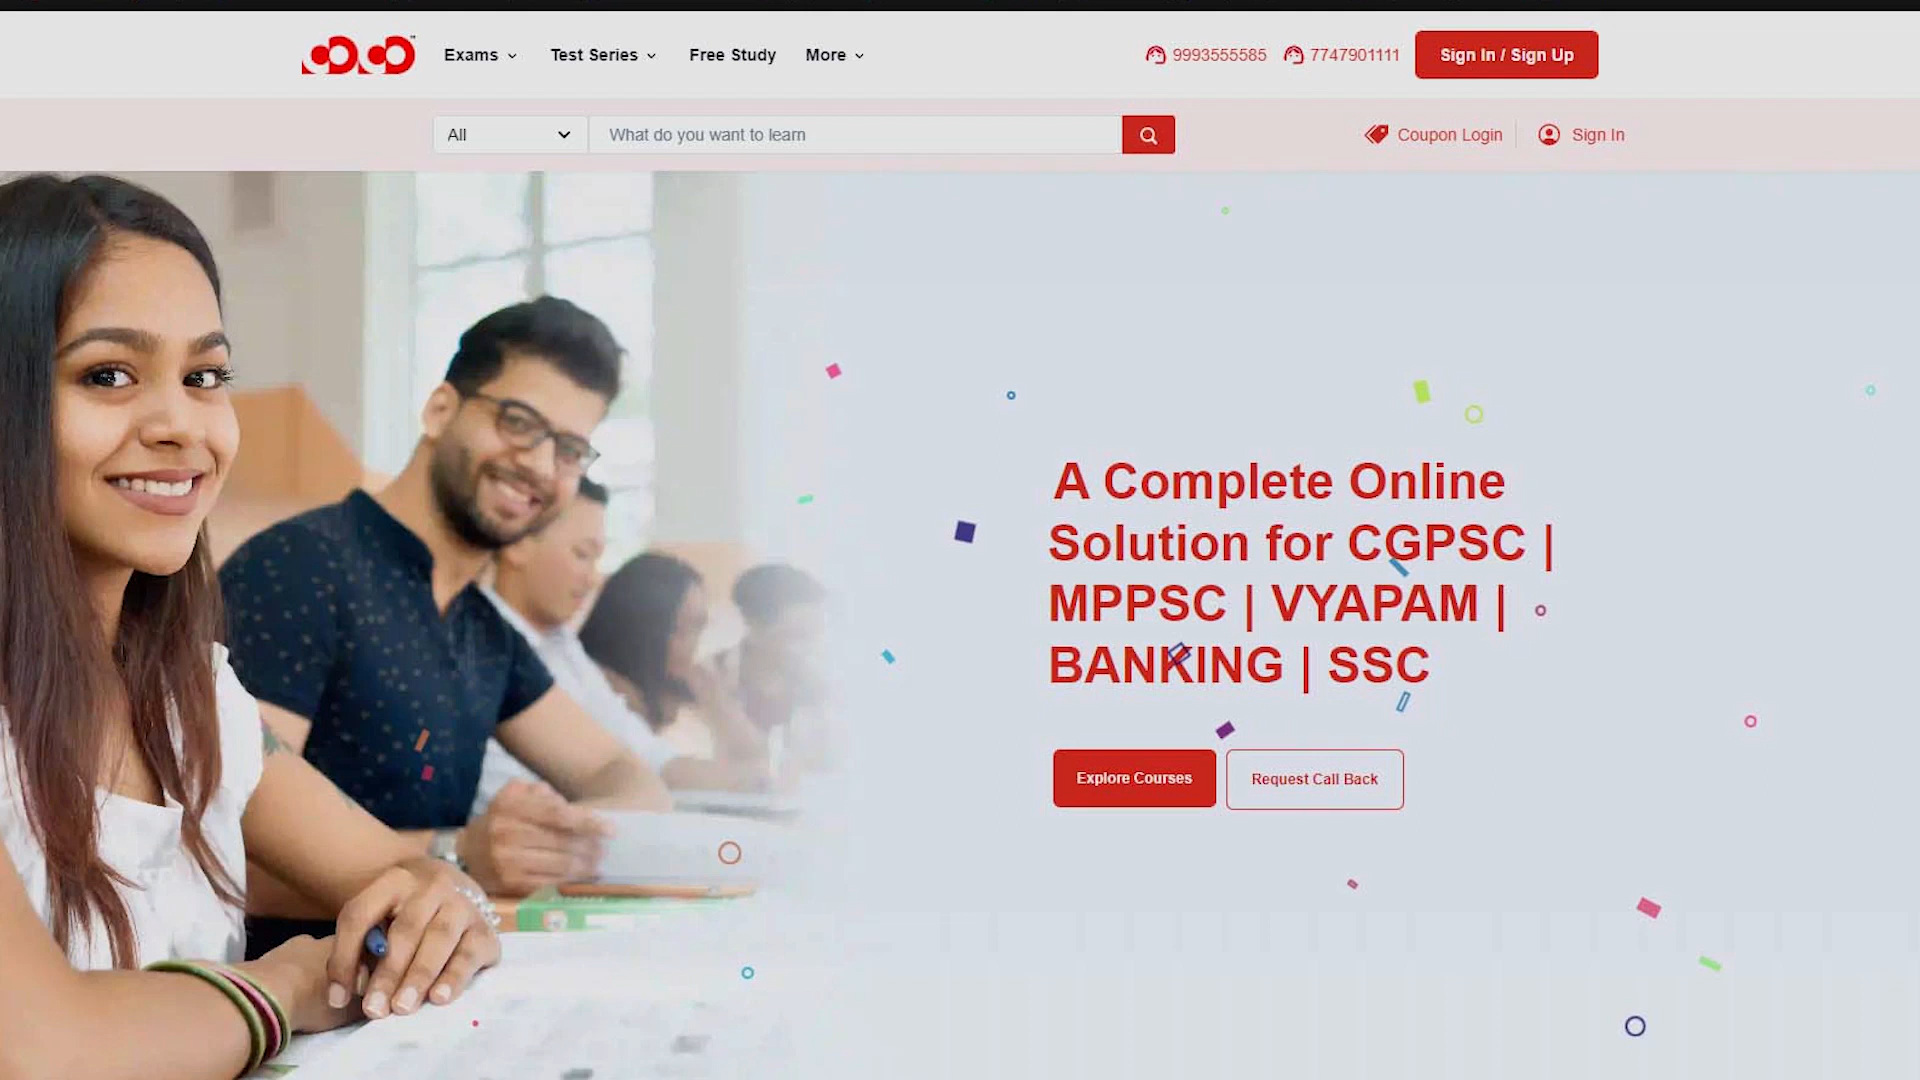 Exams
Test Series
Free Study
More
9993555585
7747901111
Sign In / Sign Up
All
What do you want to learn
Coupon Login
Sign In
A Complete Online
Solution for CGPSC |
MPPSC | VYAPAM |
BANKING | SSC
Explore Courses
Request Call Back